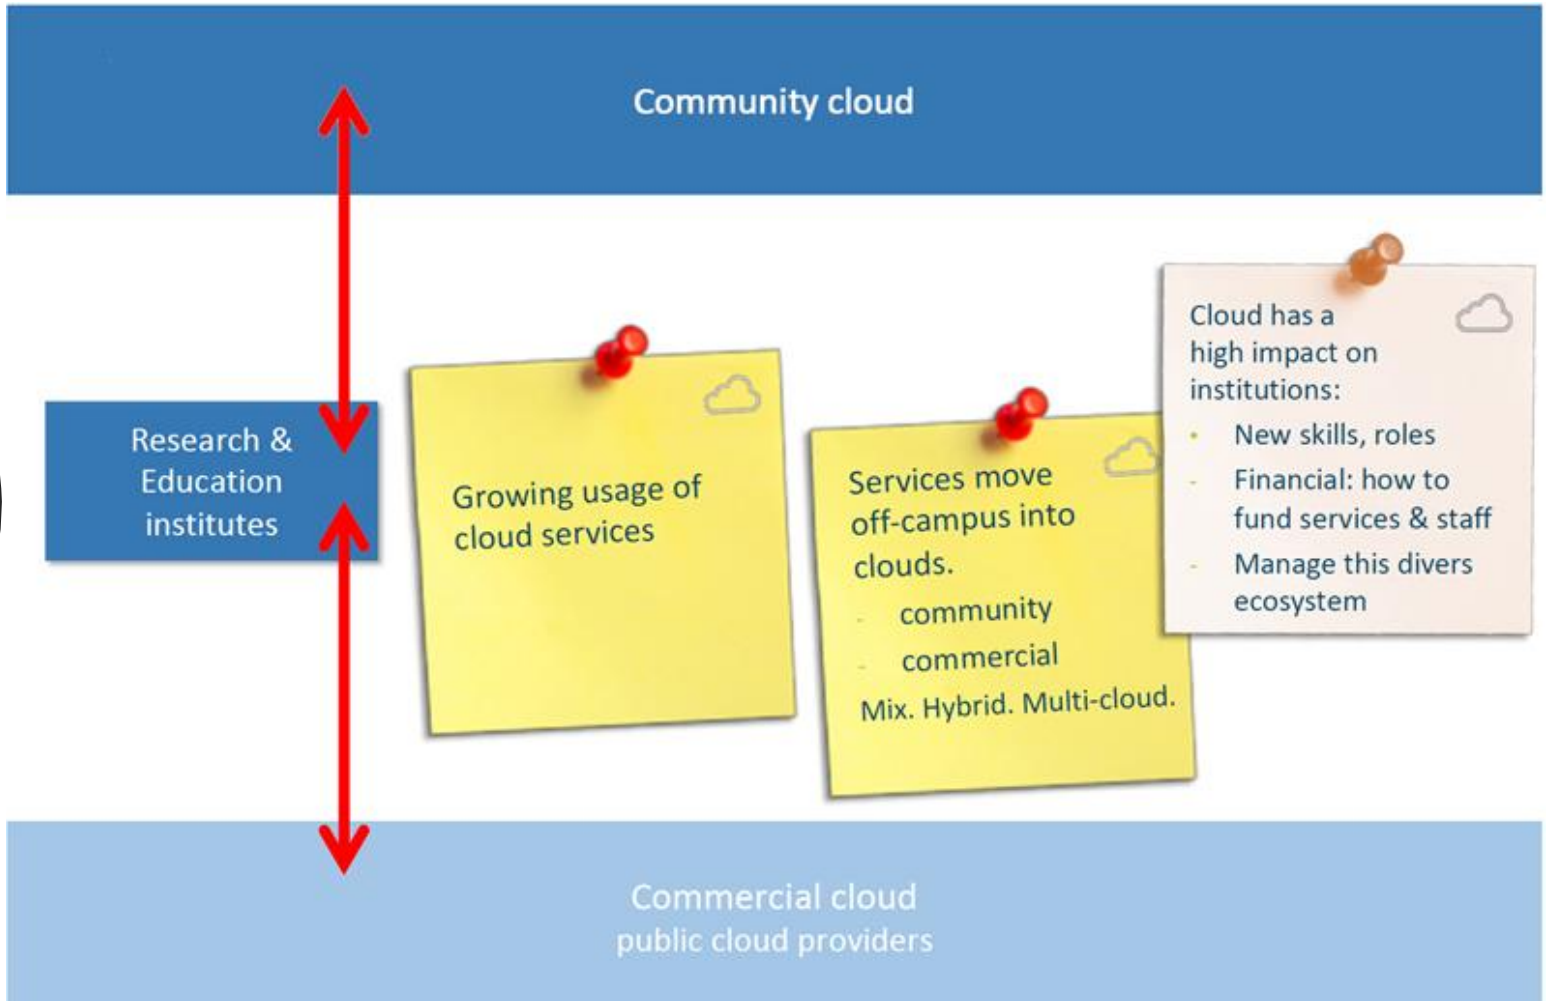 Community cloud
Research &
Education
institutes
Growing usage of
cloud services
Services move
off-campus into
clouds.
- community
- commercial
Mix. Hybrid. Multi-cloud.
Cloud has a
high impact on
institutions:
• New skills, roles
- Financial: how to
fund services & staff
- Manage this divers
ecosystem
Commercial cloud
public cloud providers